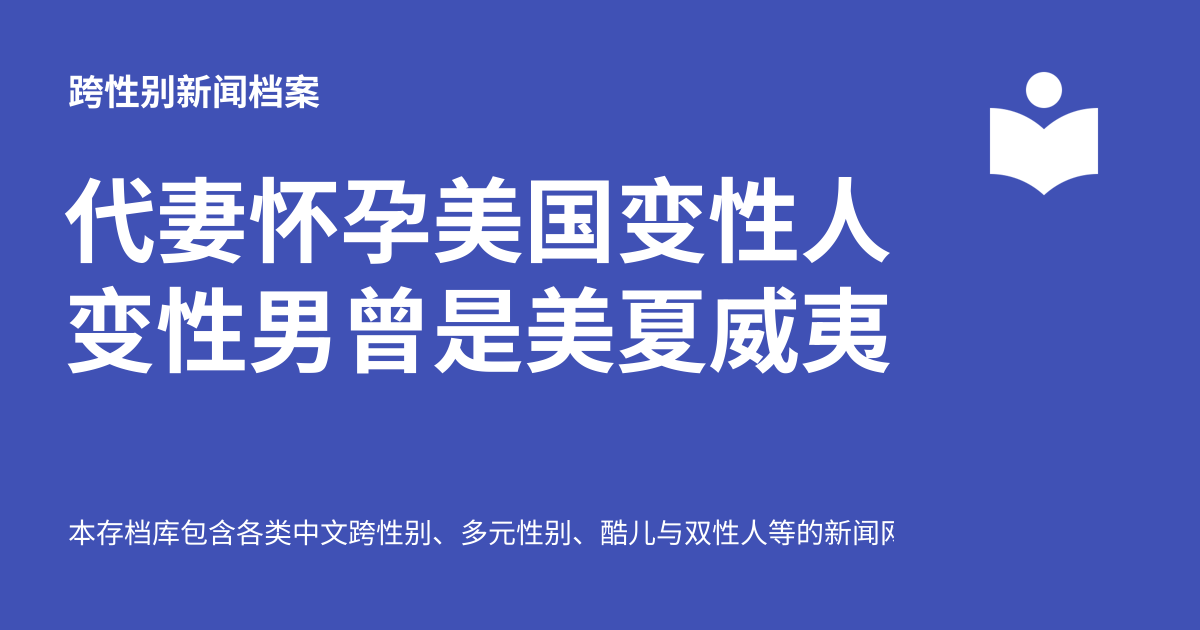 跨性别新闻档案
代妻怀孕美国变性人
变性男曾是美夏威夷
本存档库包含各类中文跨性别、多元性别、酷儿与双性人等的新闻